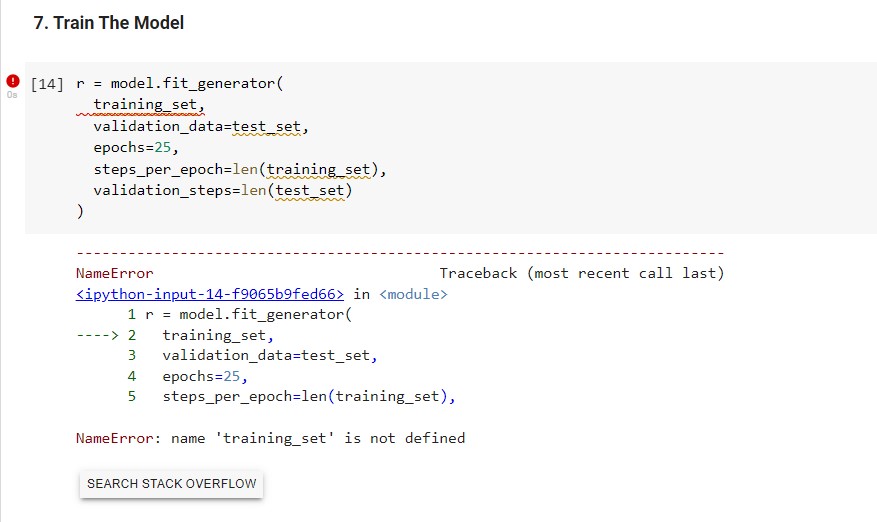 7. Train The Model
[14] r = model.fit_generator(
training_set,
0s
validation_data=test_set,
epochs=25,
steps_per_epoch=len(training_set),
validation_steps=len(test_set)
)
---------------------------------------------------------------------------
NameError Traceback (most recent call last)
<ipython-input-14-f9065b9fed66> in <module>
1 r = model.fit_generator(
----> 2 training_set,
3 validation_data=test_set,
4 epochs=25,
5 steps_per_epoch=len(training_set),
NameError: name 'training_set' is not defined
SEARCH STACK OVERFLOW